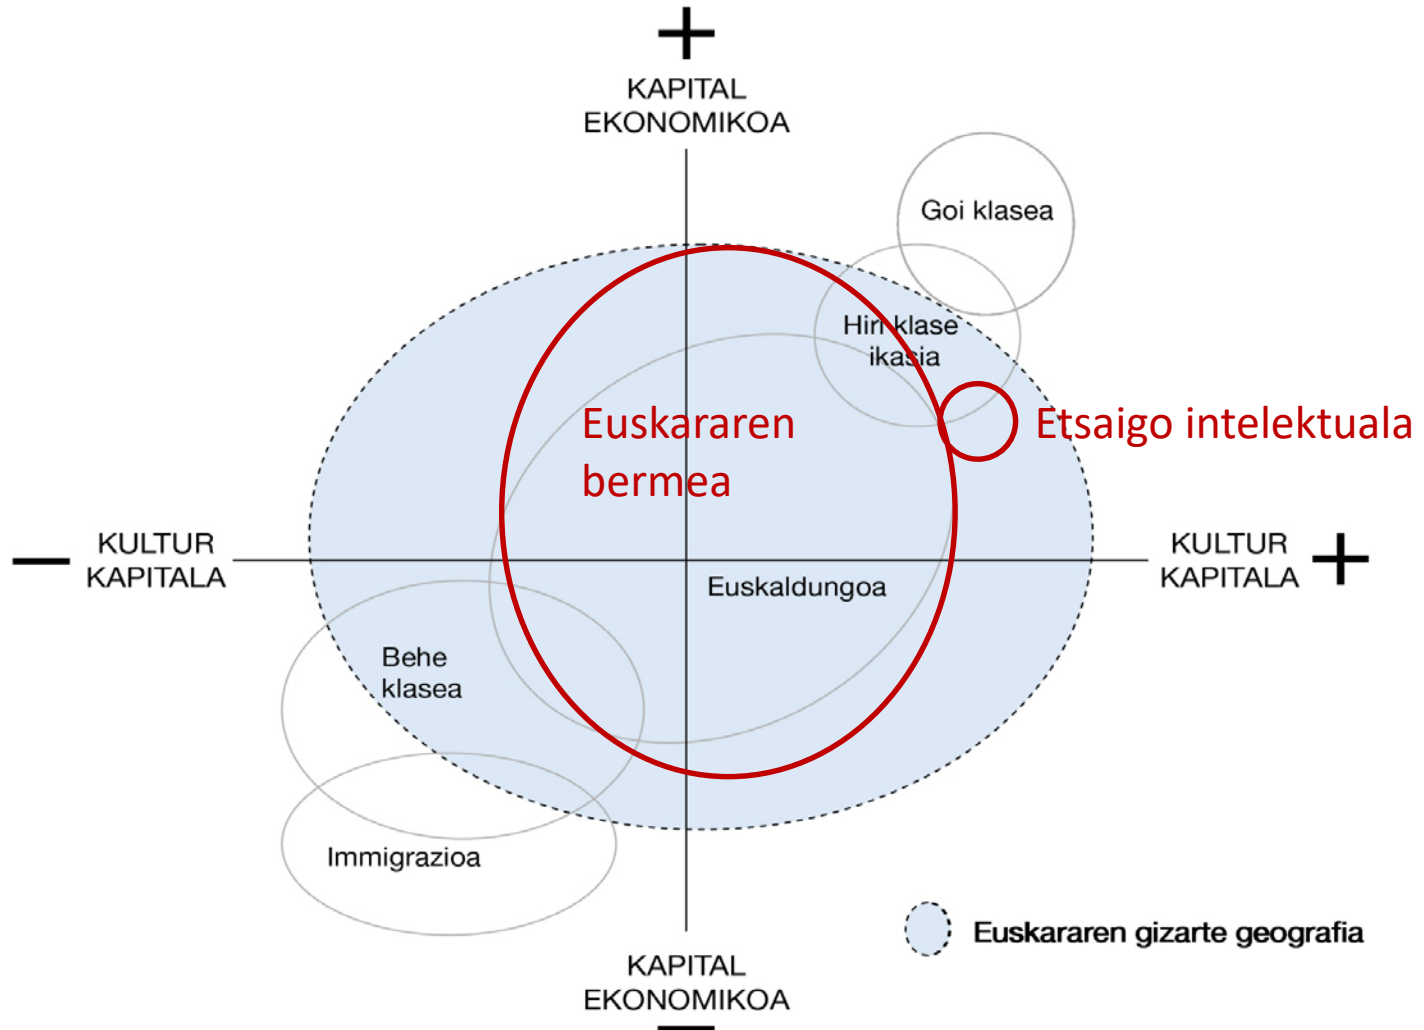 +
KAPITAL
EKONOMIKOA
Goi klasea
Hiri klase
ikasia
Euskararen
bermea
Etsaigo intelektuala
− KULTUR
KAPITALA
KULTUR
KAPITALA +
Euskaldungoa
Behe
klasea
Immigrazioa
Euskararen gizarte geografia
KAPITAL
EKONOMIKOA
−